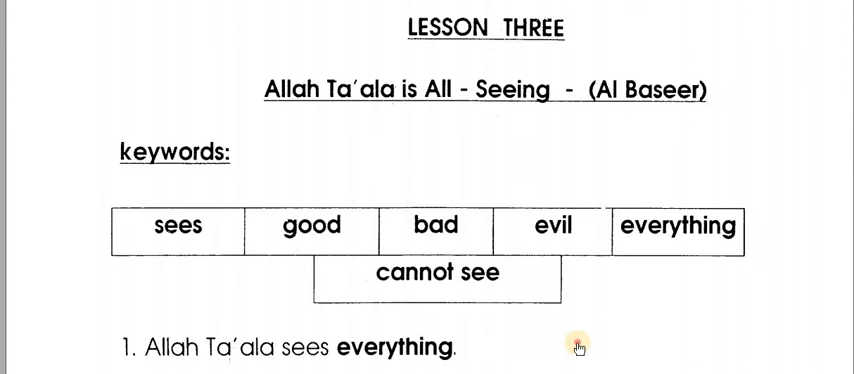 LESSON THREE
Allah Ta'ala is All - Seeing - (Al Baseer)
keywords:
sees good bad evil everything
cannot see
1. Allah Ta'ala sees everything.